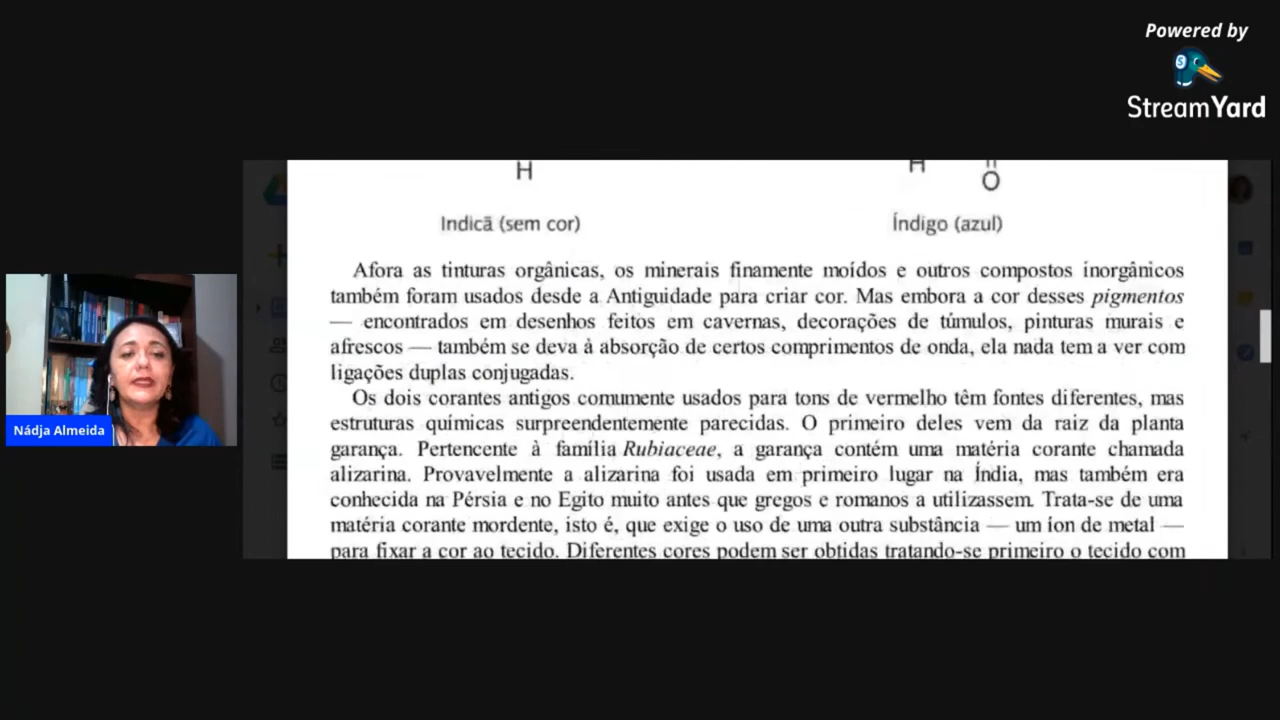 Powered by
StreamYard
H
H
O
Indicã (sem cor)
Índigo (azul)
Afora as tinturas orgânicas, os minerais finamente moídos e outros compostos inorgânicos
também foram usados desde a Antiguidade para criar cor. Mas embora a cor desses pigmentos
— encontrados em desenhos feitos em cavernas, decorações de túmulos, pinturas murais e
afrescos — também se deva à absorção de certos comprimentos de onda, ela nada tem a ver com
ligações duplas conjugadas.
Os dois corantes antigos comumente usados para tons de vermelho têm fontes diferentes, mas
estruturas químicas surpreendentemente parecidas. O primeiro deles vem da raiz da planta
garança. Pertencente à família Rubiaceae, a garança contém uma matéria corante chamada
alizarina. Provavelmente a alizarina foi usada em primeiro lugar na Índia, mas também era
conhecida na Pérsia e no Egito muito antes que gregos e romanos a utilizassem. Trata-se de uma
matéria corante mordente, isto é, que exige o uso de uma outra substância — um íon de metal —
para fixar a cor ao tecido. Diferentes cores podem ser obtidas tratando-se primeiro o tecido com
Nádja Almeida